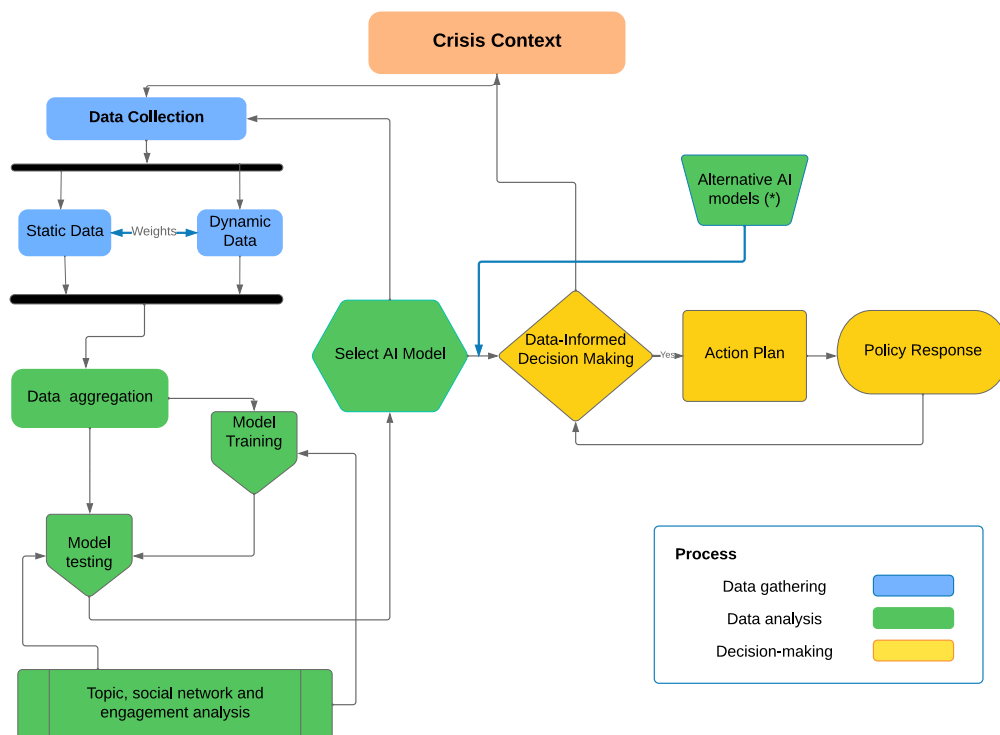 Crisis Context
Data Collection
Static Data
Weights
Dynamic
Data
Alternative AI
models (*)
Select AI Model
Data-Informed
Decision Making
Yes
Action Plan
Policy Response
Data aggregation
Model
Training
Model
testing
Topic, social network and
engagement analysis
Process
Data gathering
Data analysis
Decision-making